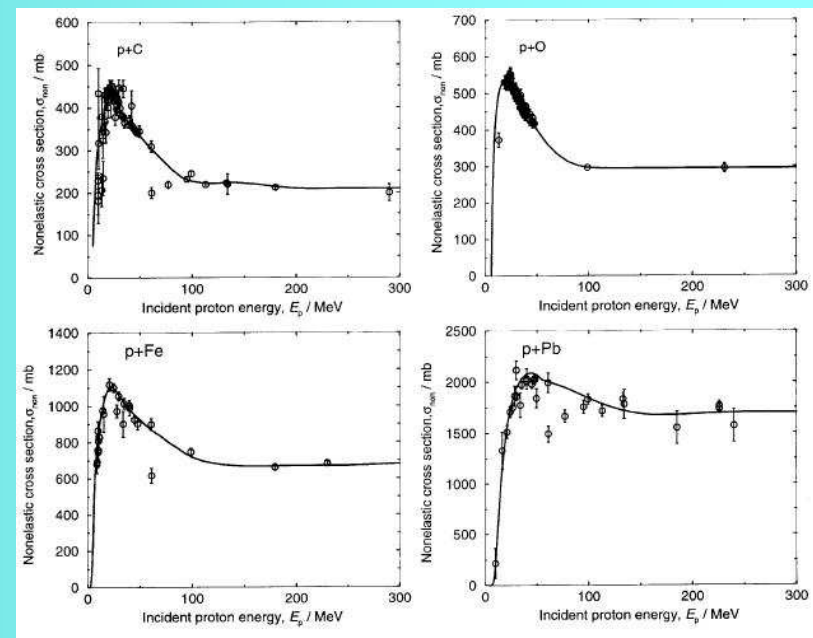 p+C
Nonelastic cross section,σnon / mb
600
500
400
300
200
100
0
0 100 200 300
Incident proton energy, Ep / MeV
p+O
Nonelastic cross section,σnon / mb
700
600
500
400
300
200
100
0
0 100 200 300
Incident proton energy, Ep / MeV
p+Fe
Nonelastic cross section,σnon / mb
1400
1200
1000
800
600
400
200
0
0 100 200 300
Incident proton energy, Ep / MeV
p+Pb
Nonelastic cross section,σnon / mb
2500
2000
1500
1000
500
0
0 100 200 300
Incident proton energy, Ep / MeV